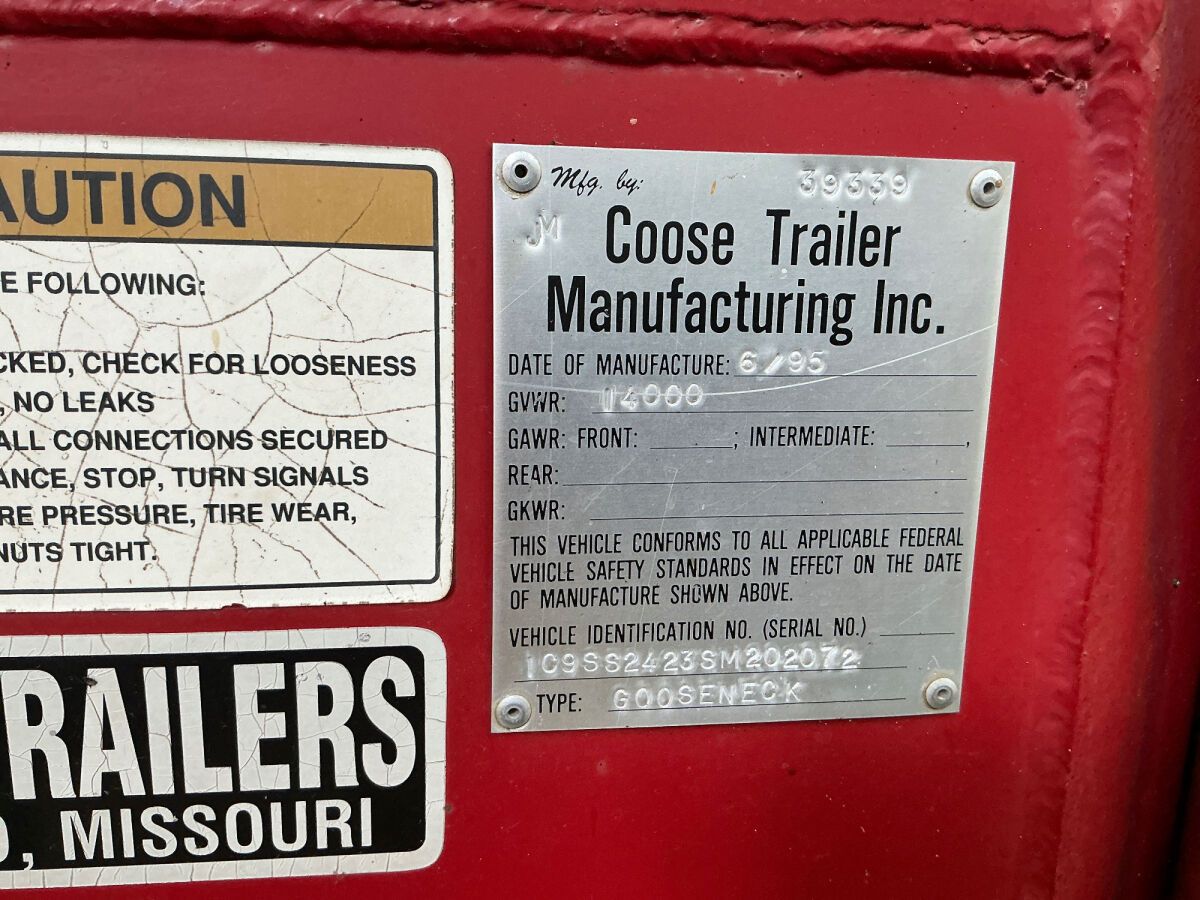 AUTION
E FOLLOWING:
CKED, CHECK FOR LOOSENESS
, NO LEAKS
ALL CONNECTIONS SECURED
ANCE, STOP, TURN SIGNALS
RE PRESSURE, TIRE WEAR,
NUTS TIGHT.
RAILERS
, MISSOURI
Mfg. by: 39339
JM
Coose Trailer
Manufacturing Inc.
DATE OF MANUFACTURE: 6/95
GVWR: 14000
GAWR: FRONT: ; INTERMEDIATE: ,
REAR:
GKWR:
THIS VEHICLE CONFORMS TO ALL APPLICABLE FEDERAL
VEHICLE SAFETY STANDARDS IN EFFECT ON THE DATE
OF MANUFACTURE SHOWN ABOVE.
VEHICLE IDENTIFICATION NO. (SERIAL NO.)
1C9SS2423SM202072
TYPE: GOOSENECK